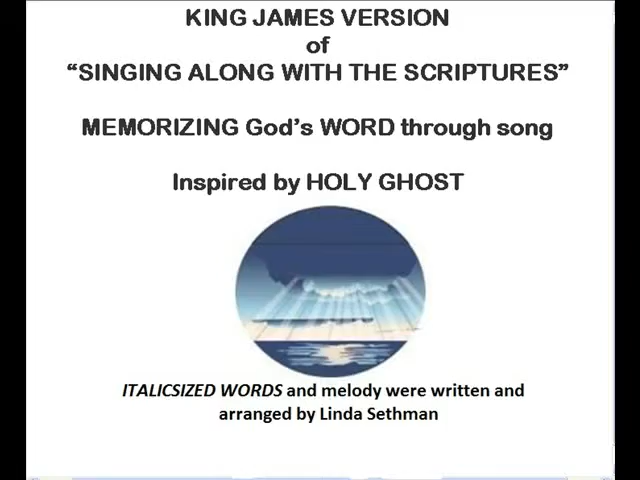 KING JAMES VERSION
of
“SINGING ALONG WITH THE SCRIPTURES”
MEMORIZING God’s WORD through song
Inspired by HOLY GHOST
ITALICSIZED WORDS and melody were written and
arranged by Linda Sethman